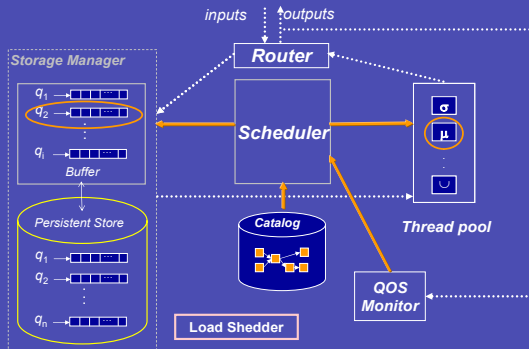 inputs
outputs
Storage Manager
Router
q1
q2
qi
Buffer
Scheduler
σ
μ
∪
Persistent Store
q1
q2
qn
Catalog
Thread pool
QOS
Monitor
Load Shedder